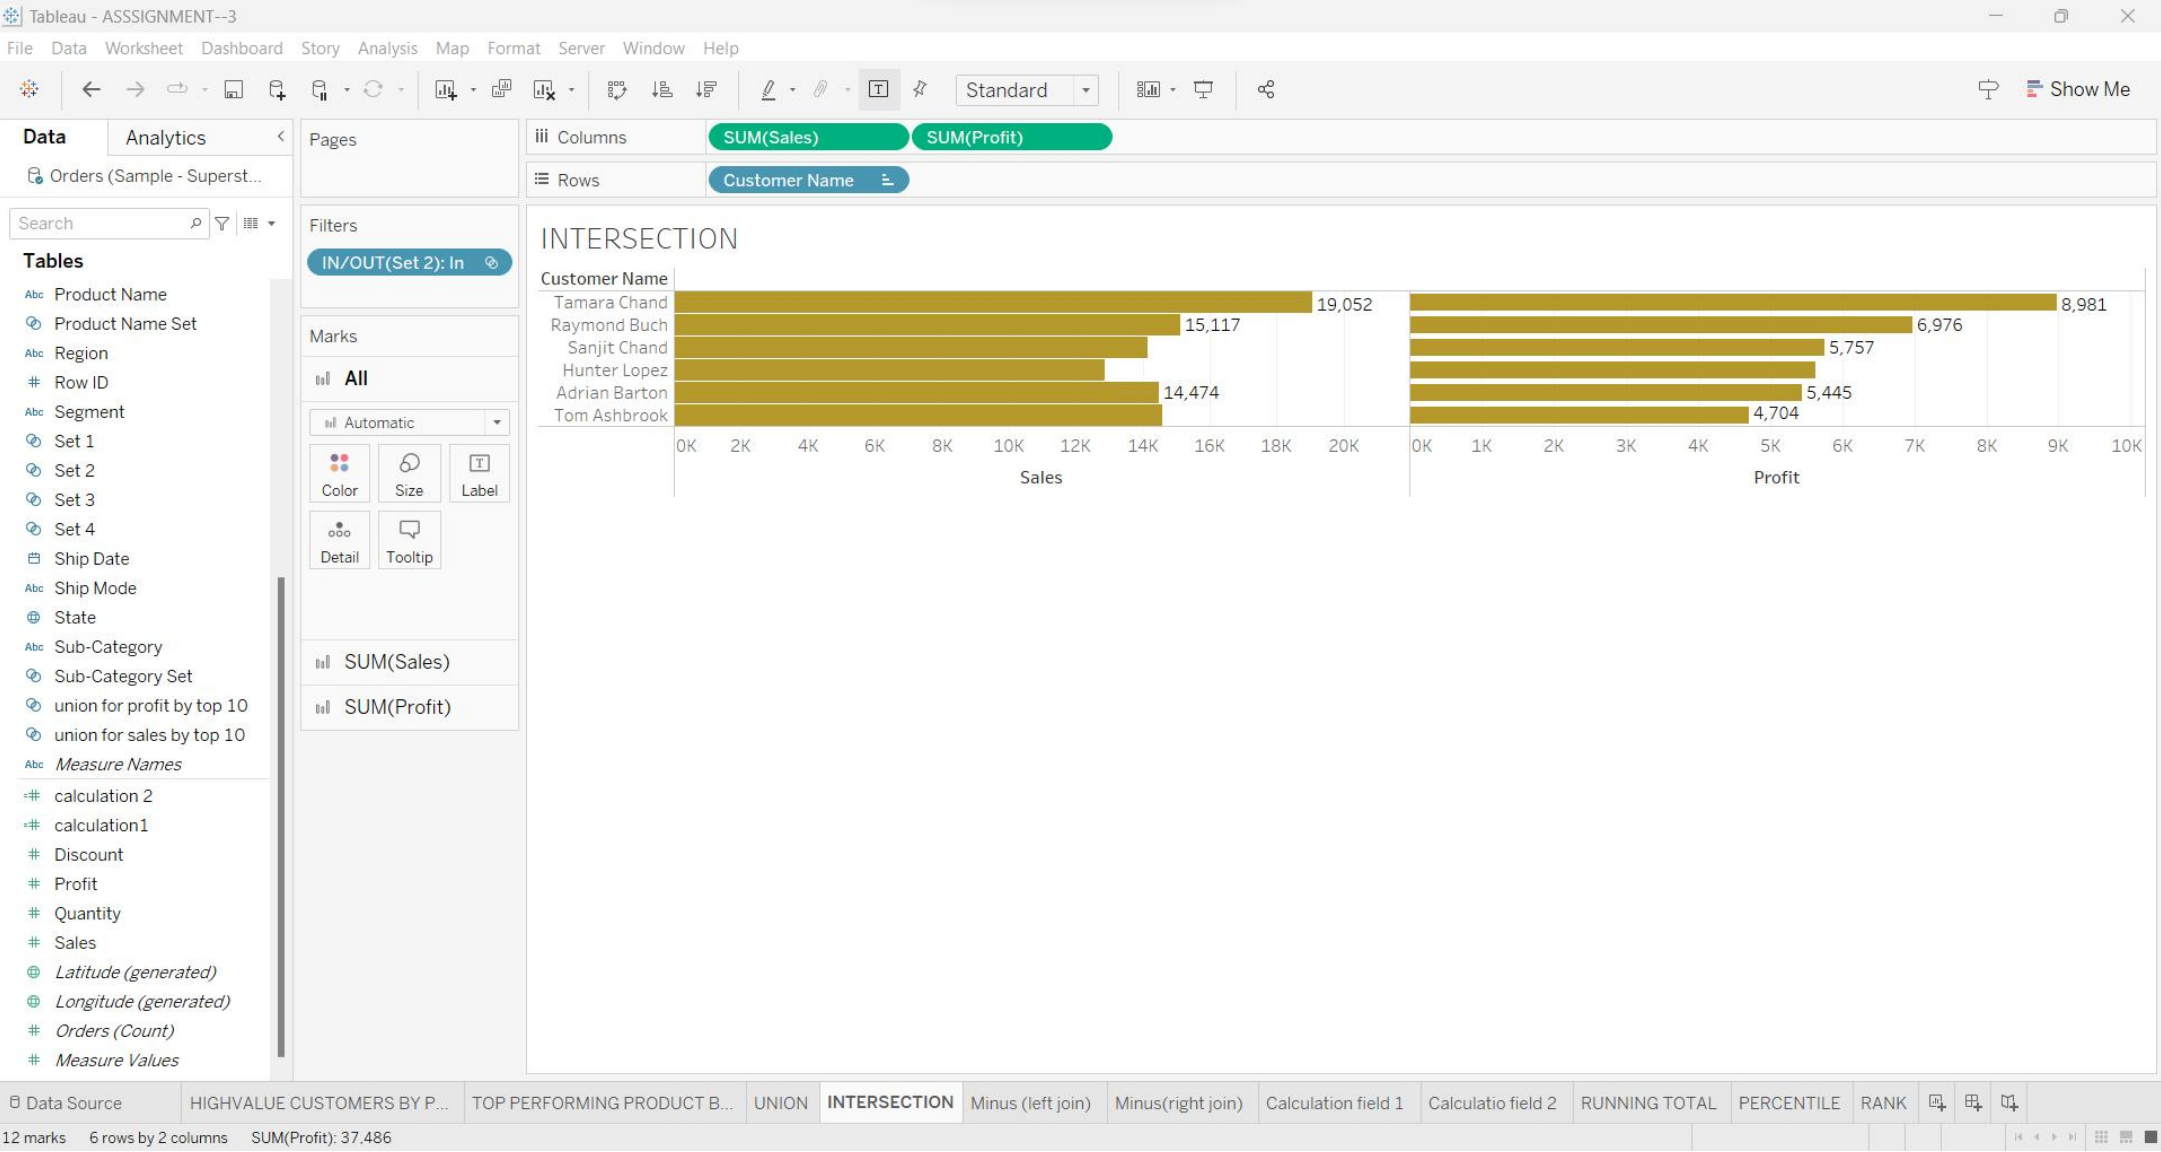 Tableau - ASSSIGNMENT--3
File Data Worksheet Dashboard Story Analysis Map Format Server Window Help
Standard
Show Me
Data Analytics
Orders (Sample - Superst...
Search
Tables
Abc Product Name
Product Name Set
Abc Region
# Row ID
Abc Segment
Set 1
Set 2
Set 3
Set 4
Ship Date
Abc Ship Mode
State
Abc Sub-Category
Sub-Category Set
union for profit by top 10
union for sales by top 10
Abc Measure Names
=# calculation 2
=# calculation1
# Discount
# Profit
# Quantity
# Sales
Latitude (generated)
Longitude (generated)
# Orders (Count)
# Measure Values
Pages
Filters
IN/OUT(Set 2): In
Marks
All
Automatic
Color Size Label
Detail Tooltip
SUM(Sales)
SUM(Profit)
Columns SUM(Sales) SUM(Profit)
Rows Customer Name
INTERSECTION
Customer Name
Tamara Chand 19,052 8,981
Raymond Buch 15,117 6,976
Sanjit Chand 5,757
Hunter Lopez
Adrian Barton 14,474 5,445
Tom Ashbrook 4,704
0K 2K 4K 6K 8K 10K 12K 14K 16K 18K 20K 0K 1K 2K 3K 4K 5K 6K 7K 8K 9K 10K
Sales Profit
Data Source HIGHVALUE CUSTOMERS BY P... TOP PERFORMING PRODUCT B... UNION INTERSECTION Minus (left join) Minus(right join) Calculation field 1 Calculatio field 2 RUNNING TOTAL PERCENTILE RANK
12 marks 6 rows by 2 columns SUM(Profit): 37,486